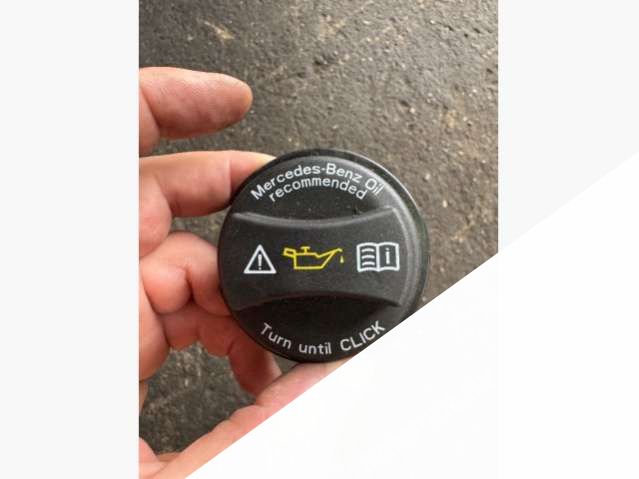 Mercedes-Benz Oil
recommended
Turn until CLICK